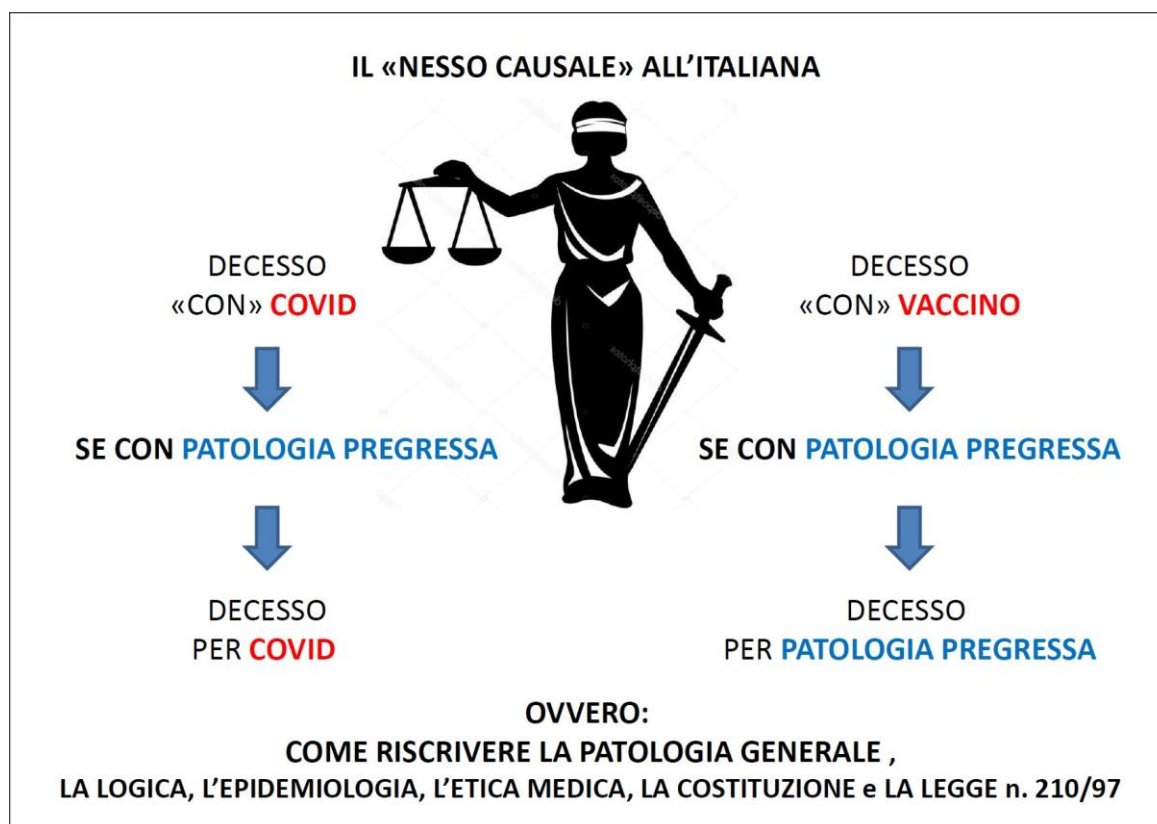 IL «NESSO CAUSALE» ALL'ITALIANA
DECESSO
«CON» COVID
SE CON PATOLOGIA PREGRESSA
DECESSO
PER COVID
DECESSO
«CON» VACCINO
SE CON PATOLOGIA PREGRESSA
DECESSO
PER PATOLOGIA PREGRESSA
OVVERO:
COME RISCRIVERE LA PATOLOGIA GENERALE ,
LA LOGICA, L'EPIDEMIOLOGIA, L'ETICA MEDICA, LA COSTITUZIONE e LA LEGGE n. 210/97